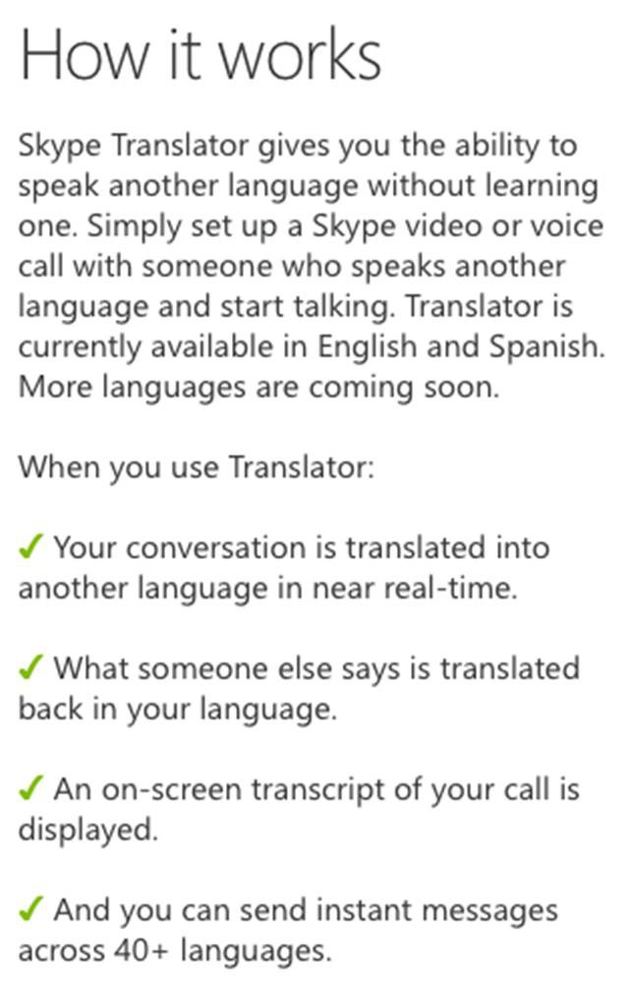 How it works
Skype Translator gives you the ability to
speak another language without learning
one. Simply set up a Skype video or voice
call with someone who speaks another
language and start talking. Translator is
currently available in English and Spanish.
More languages are coming soon.
When you use Translator:
✓ Your conversation is translated into
another language in near real-time.
✓ What someone else says is translated
back in your language.
✓ An on-screen transcript of your call is
displayed.
✓ And you can send instant messages
across 40+ languages.